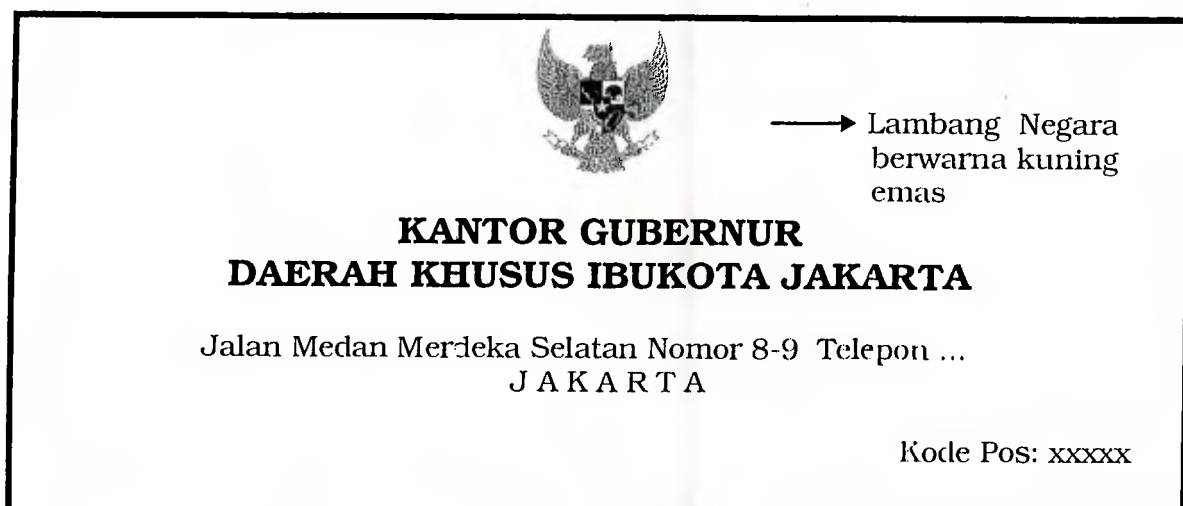 Lambang Negara
berwarna kuning
emas
KANTOR GUBERNUR
DAERAH KHUSUS IBUKOTA JAKARTA
Jalan Medan Merdeka Selatan Nomor 8-9 Telepon ...
J A K A R T A
Kode Pos: xxxxx